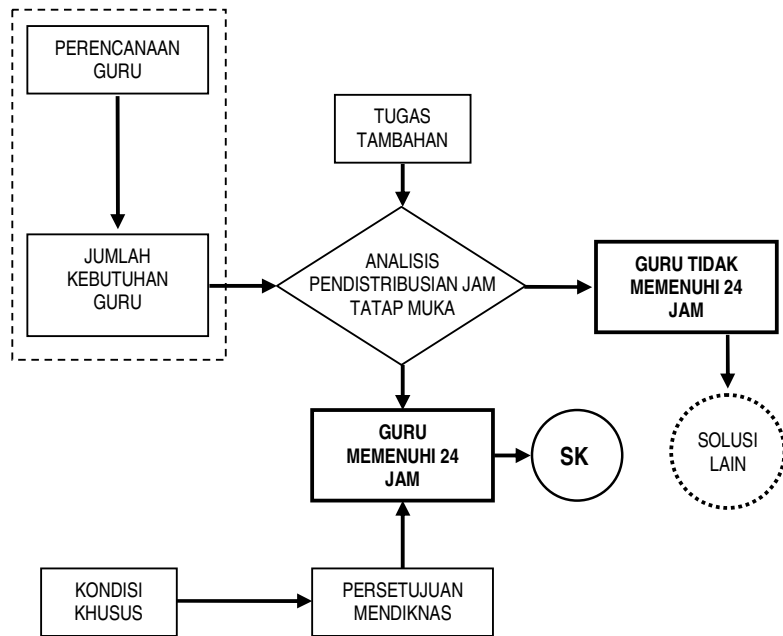 PERENCANAAN
GURU
TUGAS
TAMBAHAN
JUMLAH
KEBUTUHAN
GURU
ANALISIS
PENDISTRIBUSIAN JAM
TATAP MUKA
GURU TIDAK
MEMENUHI 24
JAM
GURU
MEMENUHI 24
JAM
SK
SOLUSI
LAIN
KONDISI
KHUSUS
PERSETUJUAN
MENDIKNAS